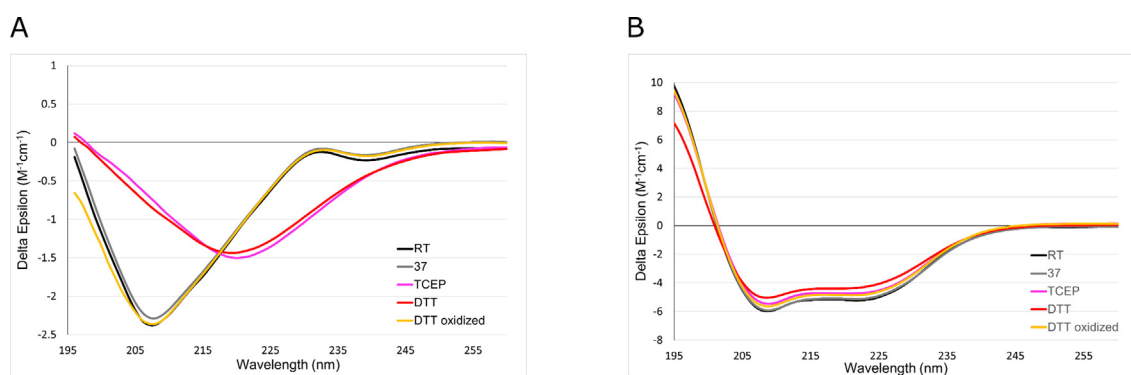 A
1
0.5
0
-0.5
-1
-1.5
-2
-2.5
Delta Epsilon (M⁻¹cm⁻¹)
195
205
215
225
235
245
255
Wavelength (nm)
RT
37
TCEP
DTT
DTT oxidized
B
10
8
6
4
2
0
-2
-4
-6
-8
Delta Epsilon (M⁻¹cm⁻¹)
195
205
215
225
235
245
255
Wavelength (nm)
RT
37
TCEP
DTT
DTT oxidized